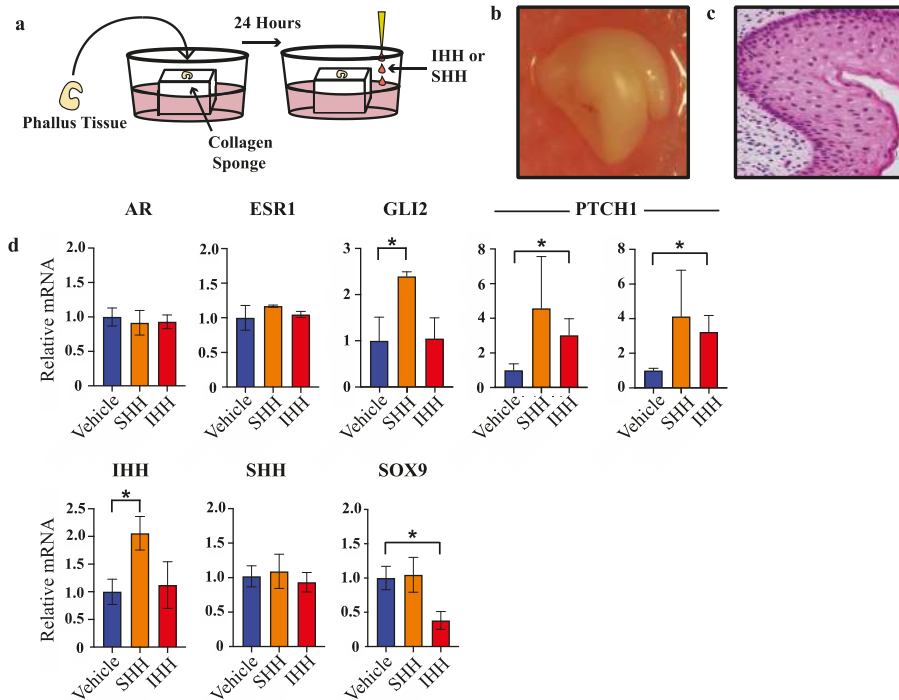 a
24 Hours
IHH or
SHH
Phallus Tissue
Collagen
Sponge
b
c
d
AR
ESR1
GLI2
PTCH1
Relative mRNA
2.0
1.5
1.0
0.5
0
Vehicle
SHH
IHH
2.0
1.5
1.0
0.5
0
Vehicle
SHH
IHH
3
2
1
0
*
Vehicle
SHH
IHH
8
6
4
2
0
*
Vehicle
SHH
IHH
8
6
4
2
0
*
Vehicle
SHH
IHH
IHH
SHH
SOX9
Relative mRNA
2.5
2.0
1.5
1.0
0.5
0
*
Vehicle
SHH
IHH
2.0
1.5
1.0
0.5
0
Vehicle
SHH
IHH
2.0
1.5
1.0
0.5
0
*
Vehicle
SHH
IHH